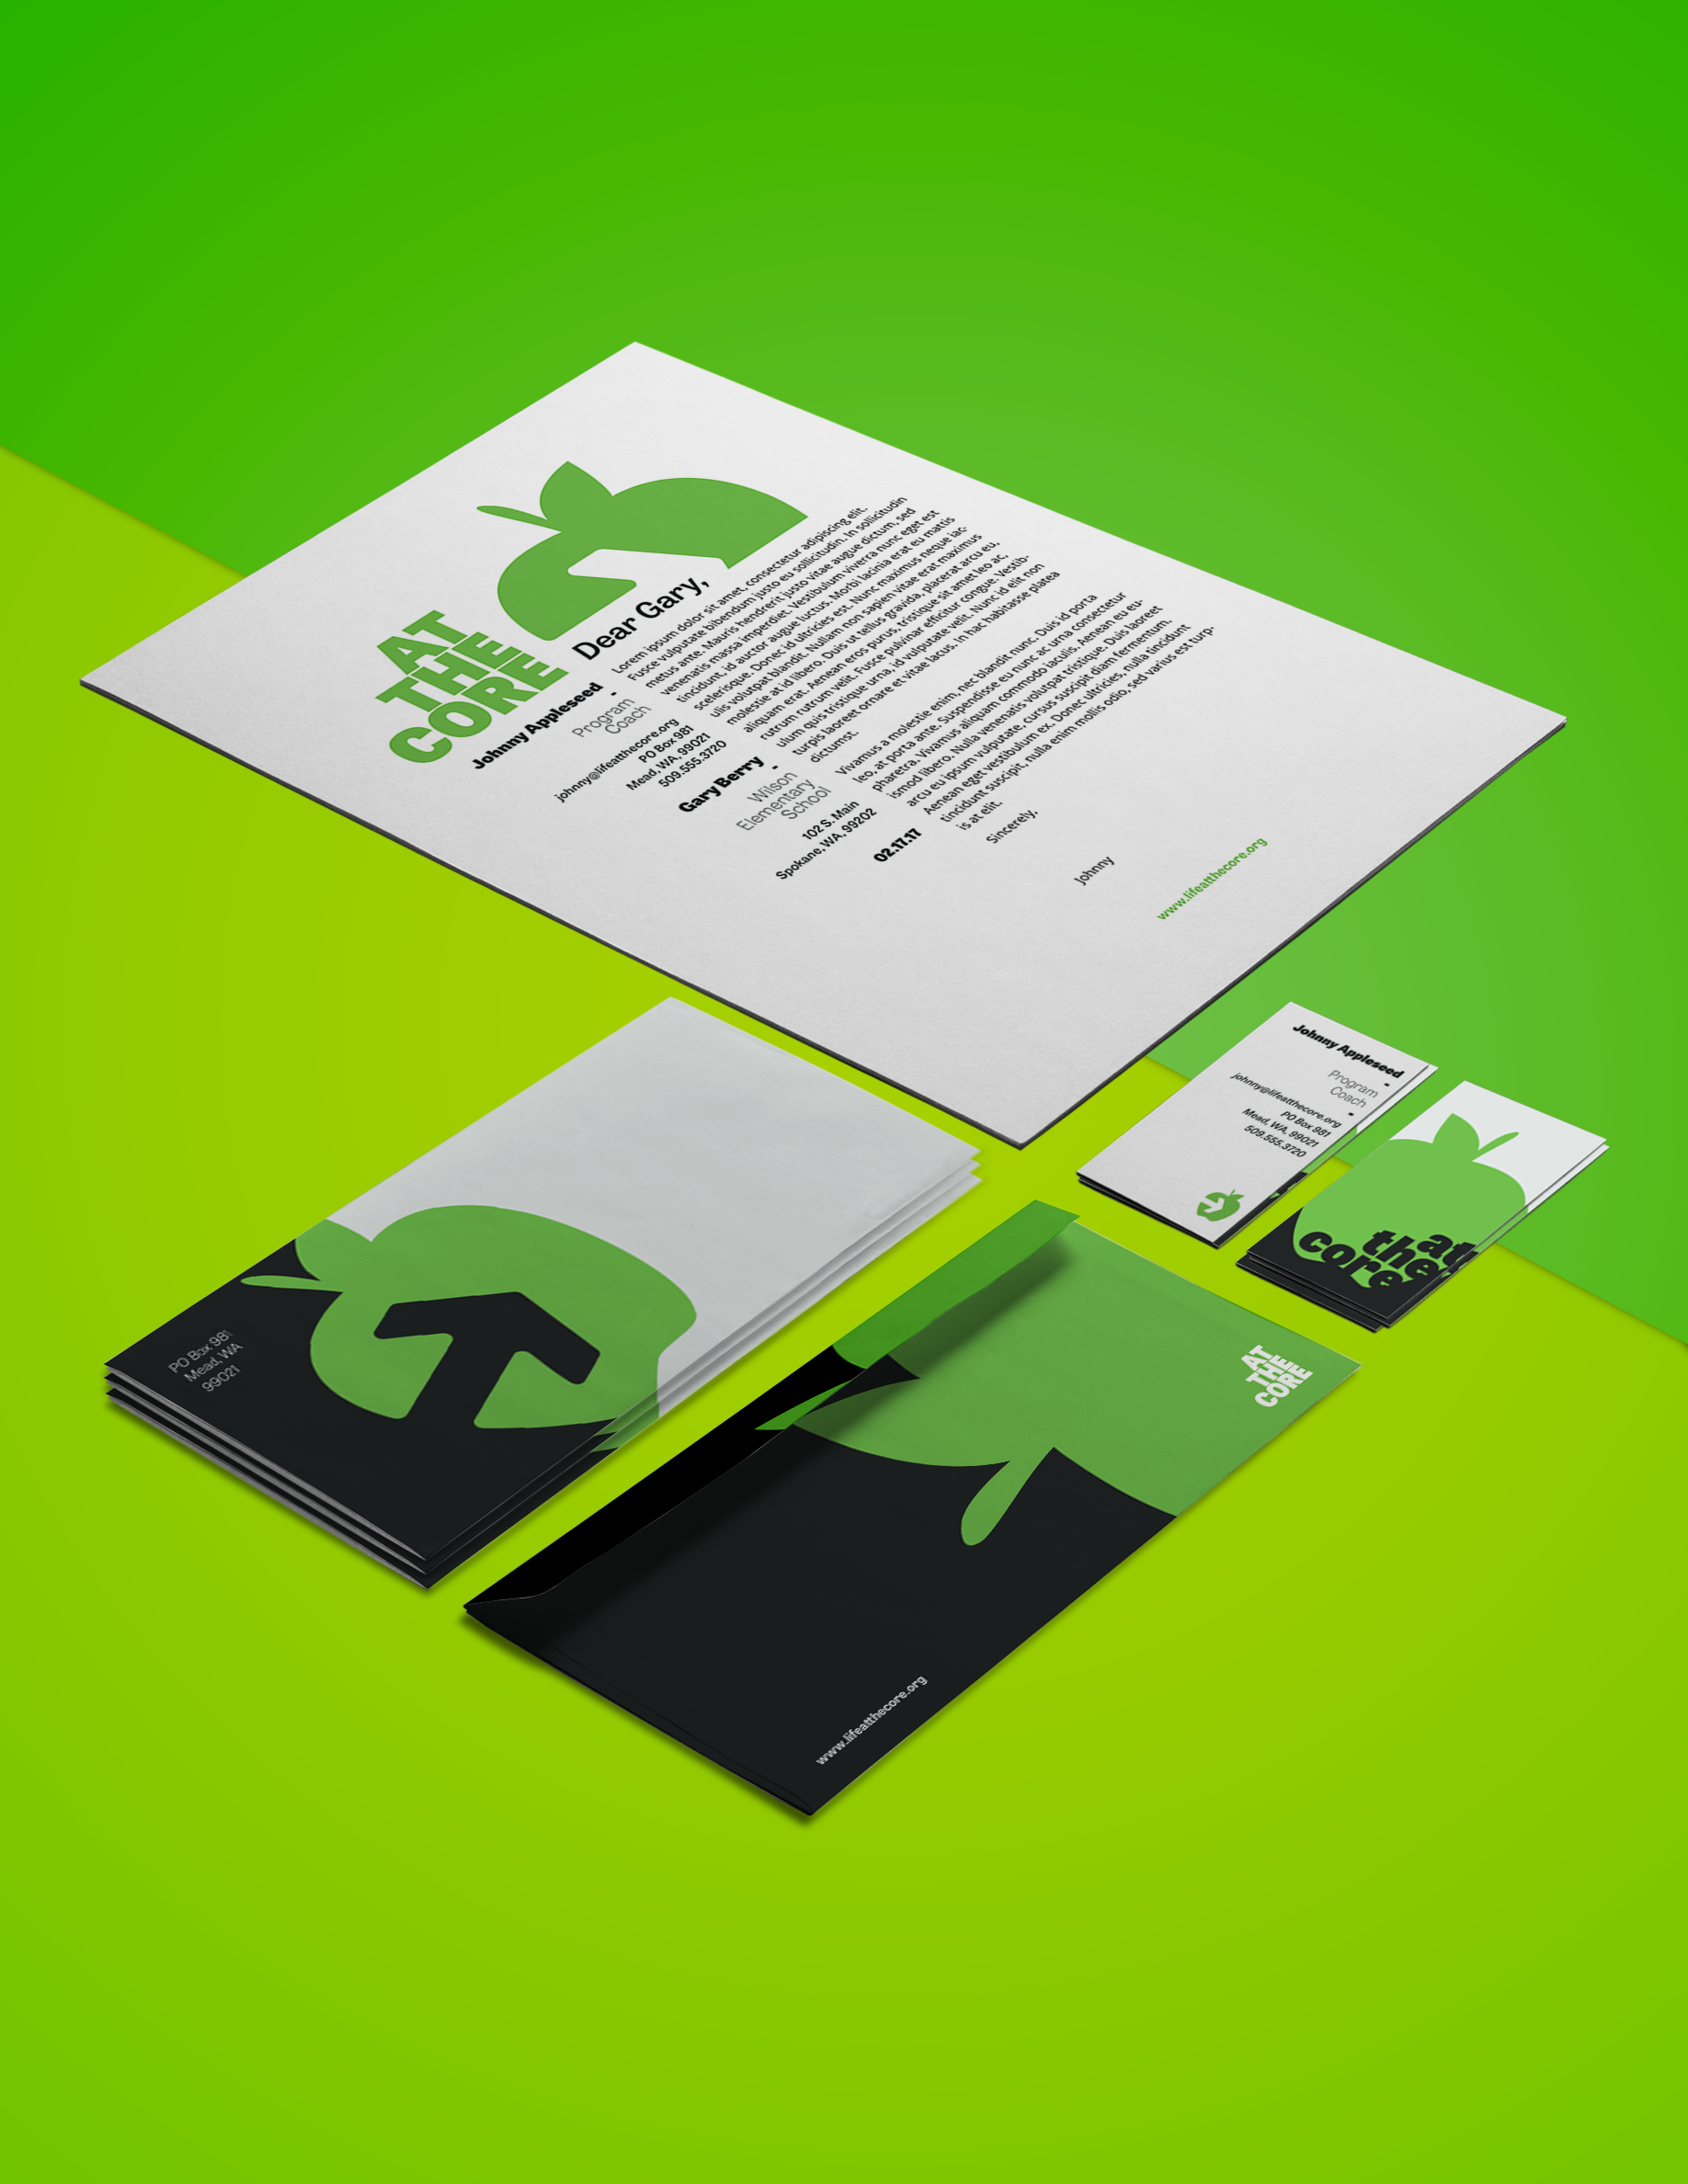 AT
THE
CORE
Johnny Appleseed
-
Program
Coach
johnny@lifeatthecore.org
PO Box 981
Mead, WA, 99021
509.555.3720
Gary Berry
-
Wilson
Elementary
School
102 S. Main
Spokane, WA, 99202
02.17.17
Dear Gary,
Lorem ipsum dolor sit amet, consectetur adipiscing elit.
Fusce vulputate bibendum justo eu sollicitudin. In sollicitudin
metus ante. Mauris hendrerit justo vitae augue dictum, sed
venenatis massa imperdiet. Vestibulum viverra nunc eget est
tincidunt, id auctor augue luctus. Morbi lacinia erat eu mattis
scelerisque. Donec id ultricies est. Nunc maximus neque iac-
ulis volutpat blandit. Nullam non sapien vitae erat maximus
molestie at id libero. Duis ut tellus gravida, placerat arcu eu,
aliquam erat. Aenean eros purus, tristique sit amet leo ac,
rutrum rutrum velit. Fusce pulvinar efficitur congue. Vestib-
ulum quis tristique urna, id vulputate velit. Nunc id elit non
turpis laoreet ornare et vitae lacus. In hac habitasse platea
dictumst.
Vivamus a molestie enim, nec blandit nunc. Duis id porta
leo, at porta ante. Suspendisse eu nunc ac urna consectetur
pharetra. Vivamus aliquam commodo iaculis. Aenean eu eu-
ismod libero. Nulla venenatis volutpat tristique. Duis laoreet
arcu eu ipsum vulputate, cursus suscipit diam fermentum.
Aenean eget vestibulum ex. Donec ultricies, nulla tincidunt
tincidunt suscipit, nulla enim mollis odio, sed varius est turp-
is at elit.
Sincerely,
Johnny
www.lifeatthecore.org
Johnny Appleseed
-
Program
Coach
-
johnny@lifeatthecore.org
PO Box 981
Mead, WA, 99021
509.555.3720
at
the
core
PO Box 981
Mead, WA
99021
AT
THE
CORE
www.lifeatthecore.org